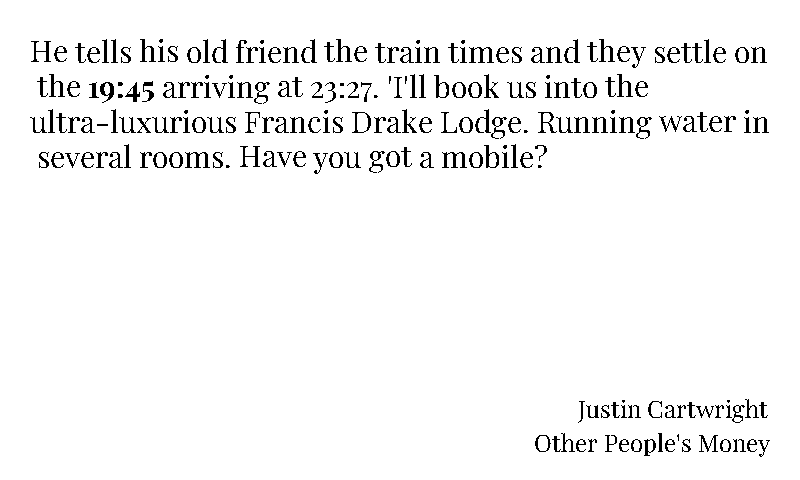 He tells his old friend the train times and they settle on
the 19:45 arriving at 23:27. 'I'll book us into the
ultra-luxurious Francis Drake Lodge. Running water in
several rooms. Have you got a mobile?
Justin Cartwright
Other People's Money